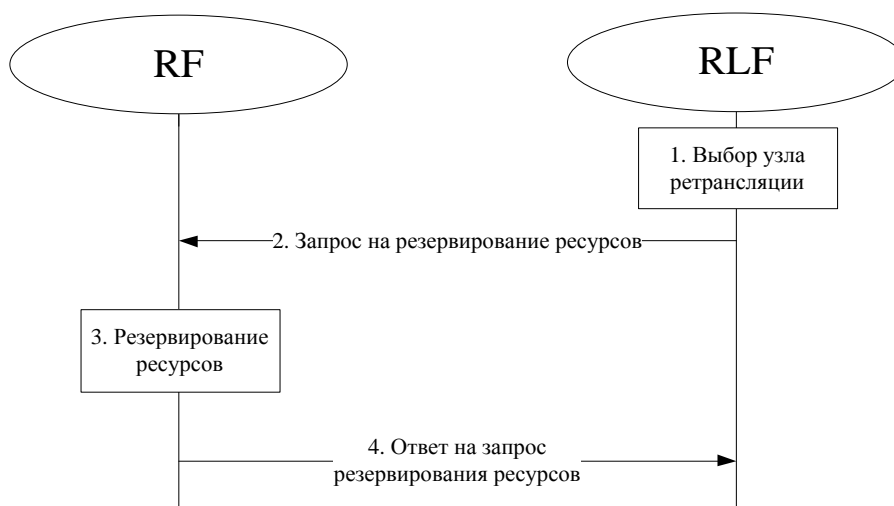 RF
RLF
1. Выбор узла
ретрансляции
2. Запрос на резервирование ресурсов
3. Резервирование
ресурсов
4. Ответ на запрос
резервирования ресурсов